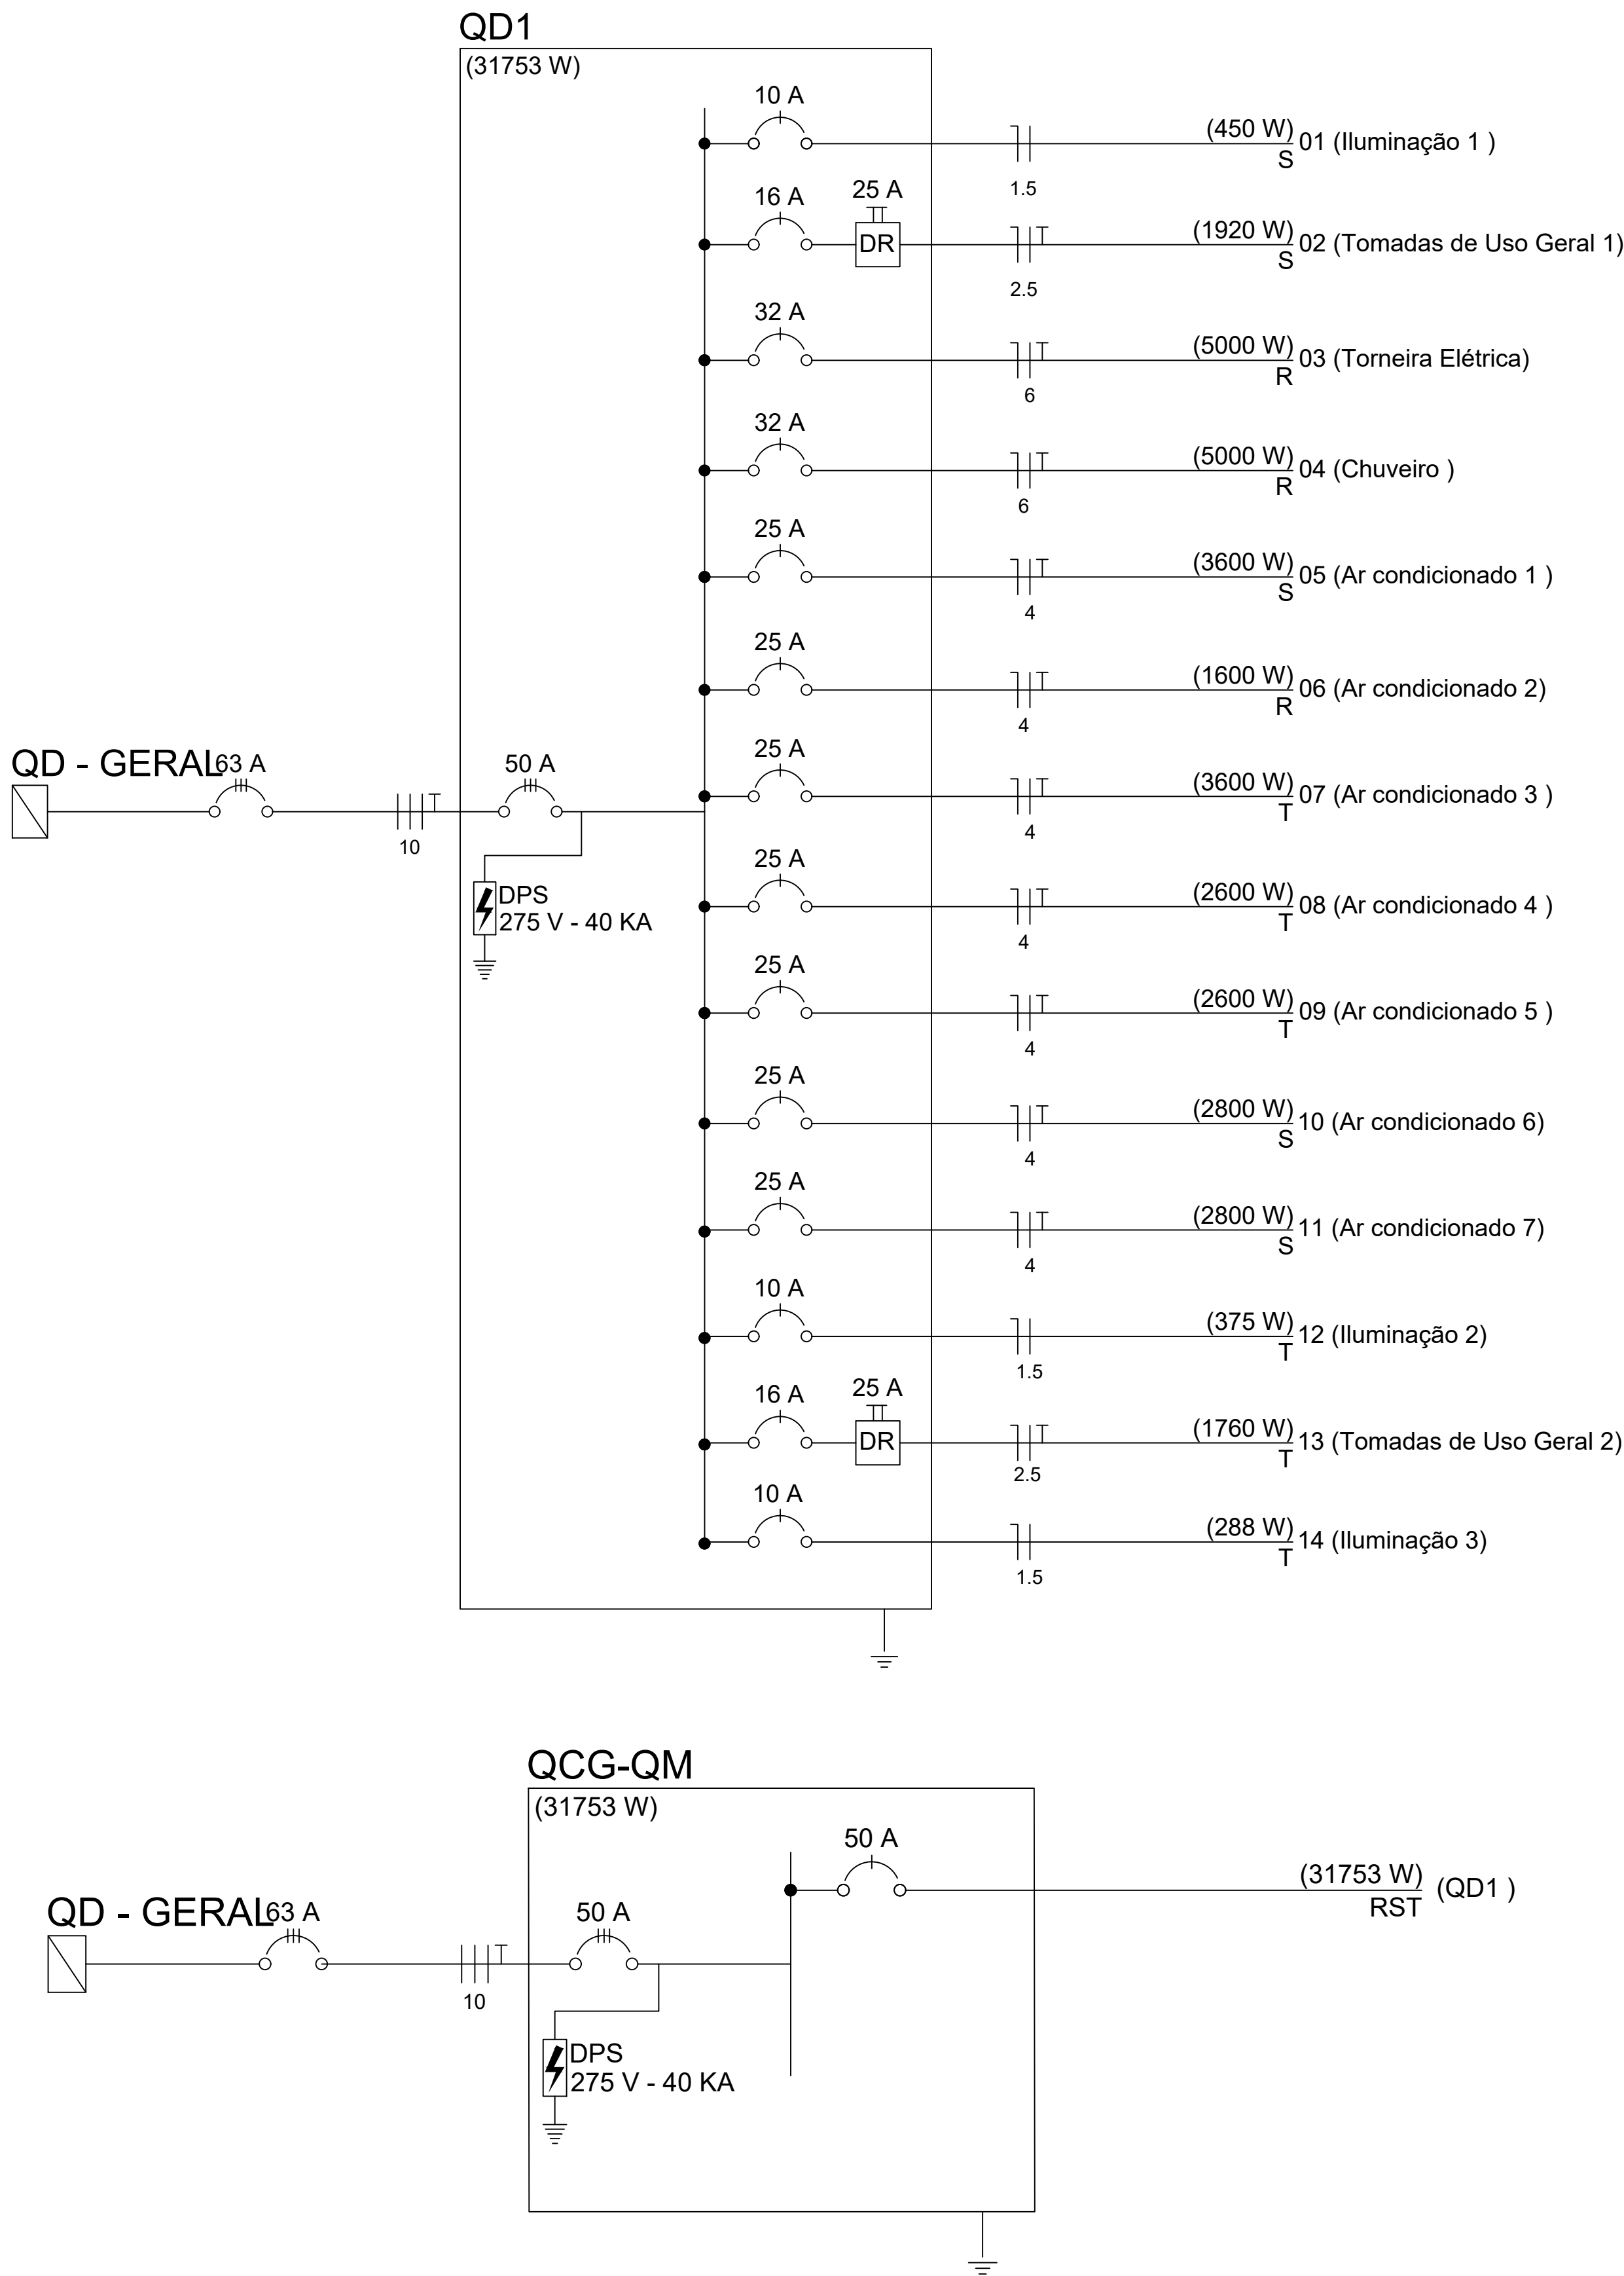 QD1
(31753 W)
10 A
(450 W)
01 (Iluminação 1 )
S
1.5
16 A
25 A
DR
(1920 W)
02 (Tomadas de Uso Geral 1)
S
2.5
32 A
(5000 W)
03 (Torneira Elétrica)
R
6
32 A
(5000 W)
04 (Chuveiro )
R
6
25 A
(3600 W)
05 (Ar condicionado 1 )
S
4
25 A
(1600 W)
06 (Ar condicionado 2)
R
4
QD - GERAL
63 A
10
50 A
DPS
275 V - 40 KA
25 A
(3600 W)
07 (Ar condicionado 3 )
T
4
25 A
(2600 W)
08 (Ar condicionado 4 )
T
4
25 A
(2600 W)
09 (Ar condicionado 5 )
T
4
25 A
(2800 W)
10 (Ar condicionado 6)
S
4
25 A
(2800 W)
11 (Ar condicionado 7)
S
4
10 A
(375 W)
12 (Iluminação 2)
T
1.5
16 A
25 A
DR
(1760 W)
13 (Tomadas de Uso Geral 2)
T
2.5
10 A
(288 W)
14 (Iluminação 3)
T
1.5
QCG-QM
(31753 W)
50 A
(31753 W)
(QD1 )
RST
QD - GERAL
63 A
10
50 A
DPS
275 V - 40 KA